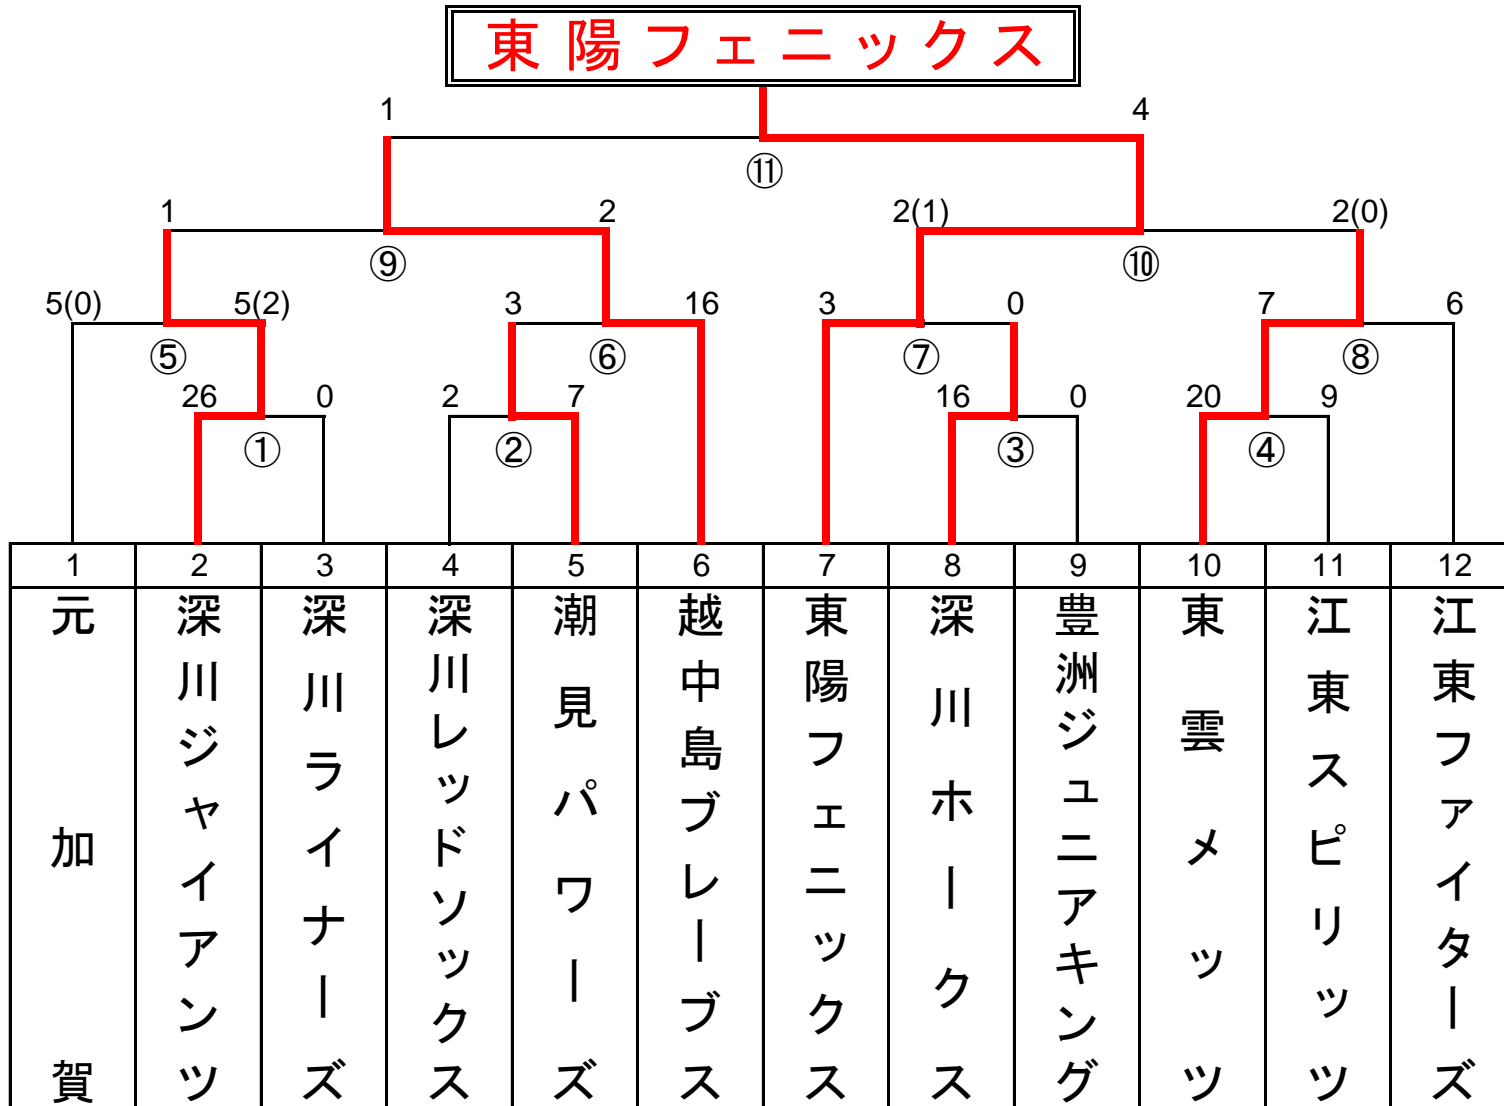 東陽フェニックス
1 4
⑪
1 2 2(1) 2(0)
⑨ ⑩
5(0) 5(2) 3 16 3 0 7 6
⑤ ⑥ ⑦ ⑧
26 0 2 7 16 0 20 9
① ② ③ ④
1 2 3 4 5 6 7 8 9 10 11 12
元加賀
深川ジャイアンツ
深川ライナーズ
深川レッドソックス
潮見パワーズ
越中島ブレーブス
東陽フェニックス
深川ホークス
豊洲ジュニアキング
東雲メッツ
江東スピリッツ
江東ファイターズ